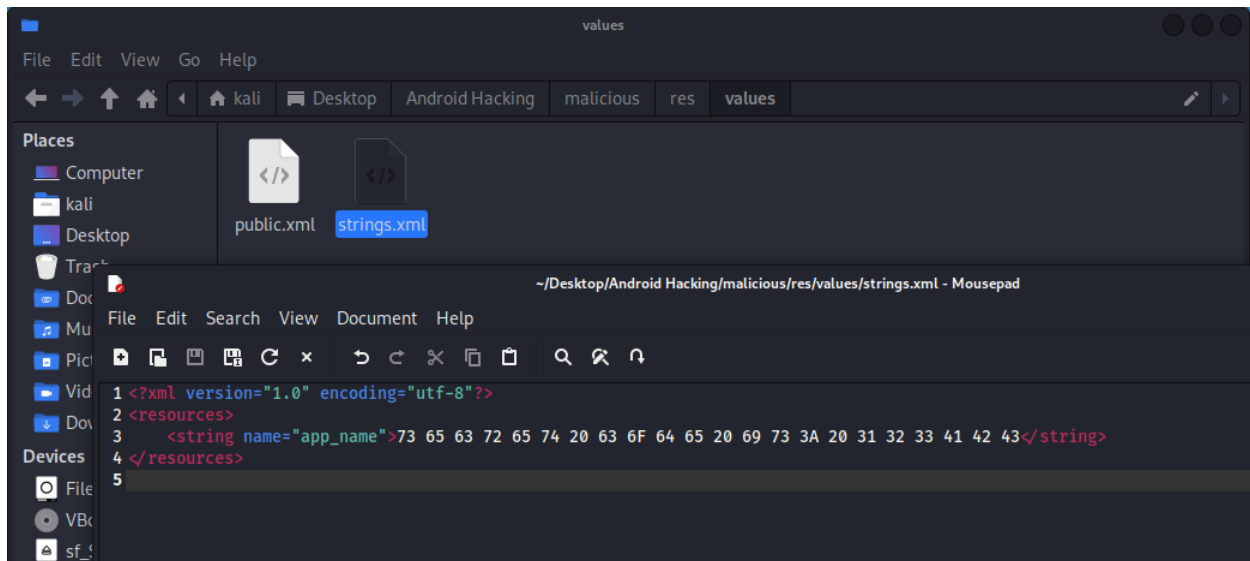 values
File Edit View Go Help
kali Desktop Android Hacking malicious res values
Places
Computer
kali
Desktop
public.xml strings.xml
~/Desktop/Android Hacking/malicious/res/values/strings.xml - Mousepad
File Edit Search View Document Help
1 <?xml version="1.0" encoding="utf-8"?>
2 <resources>
3 <string name="app_name">73 65 63 72 65 74 20 63 6F 64 65 20 69 73 3A 20 31 32 33 41 42 43</string>
4 </resources>
5
Devices